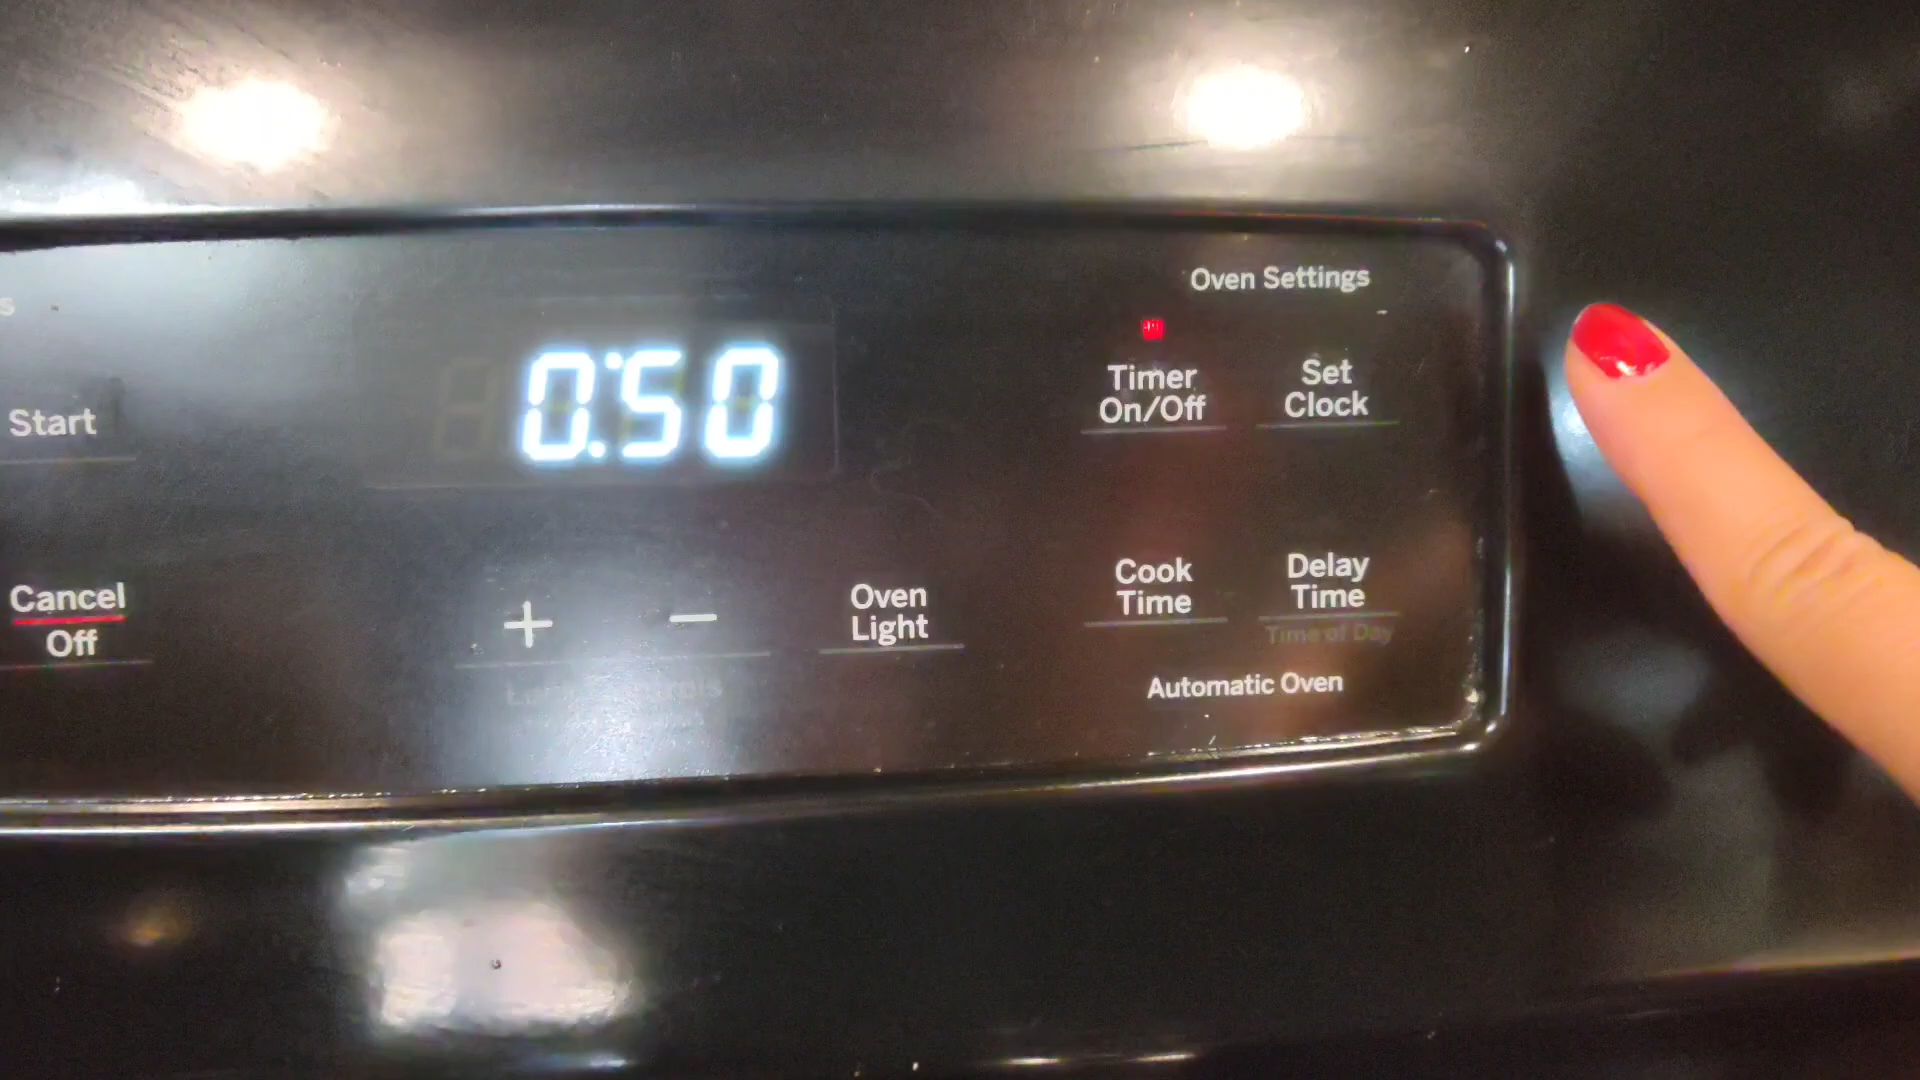 Oven Settings
0:50
Start
Timer
On/Off
Set
Clock
Cancel
Off
+
−
Oven
Light
Cook
Time
Delay
Time
Time of Day
Automatic Oven